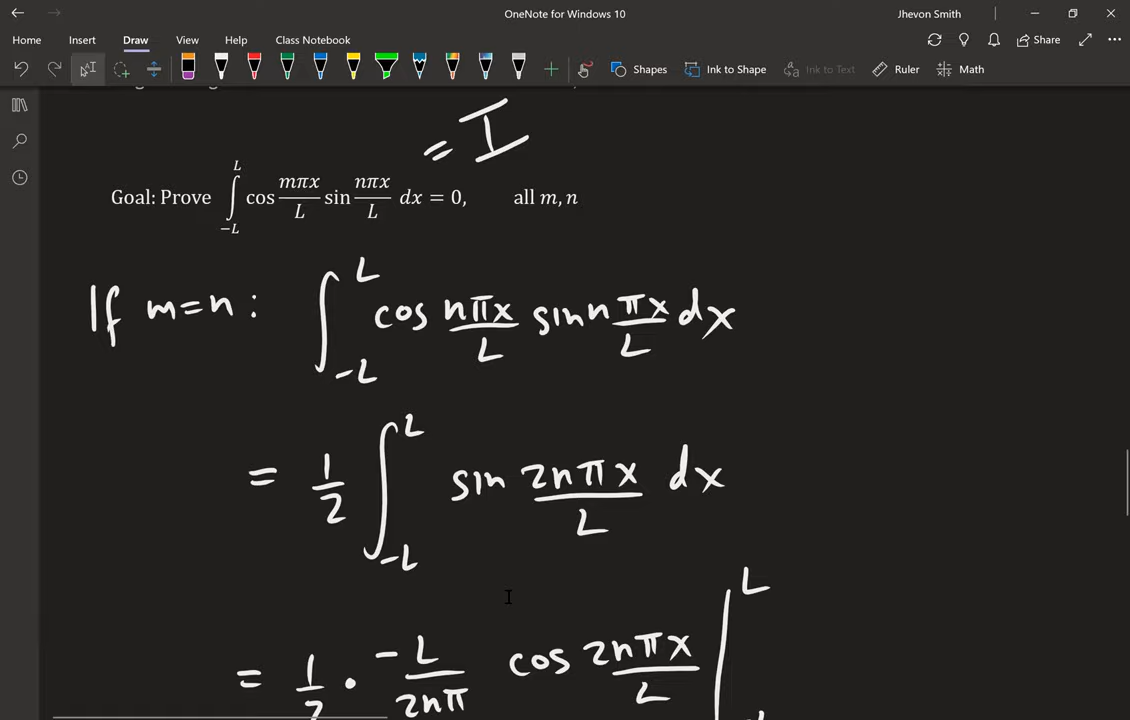 OneNote for Windows 10
Jhevon Smith
Home Insert Draw View Help Class Notebook
Share
Shapes Ink to Shape Ink to Text Ruler Math
= I
Goal: Prove ∫_{-L}^{L} cos mπx/L sin nπx/L dx = 0, all m, n
If m=n: ∫_{-L}^{L} cos nπx/L sin nπx/L dx
= 1/2 ∫_{-L}^{L} sin 2nπx/L dx
= 1/2 · -L/2nπ cos 2nπx/L |^{L}